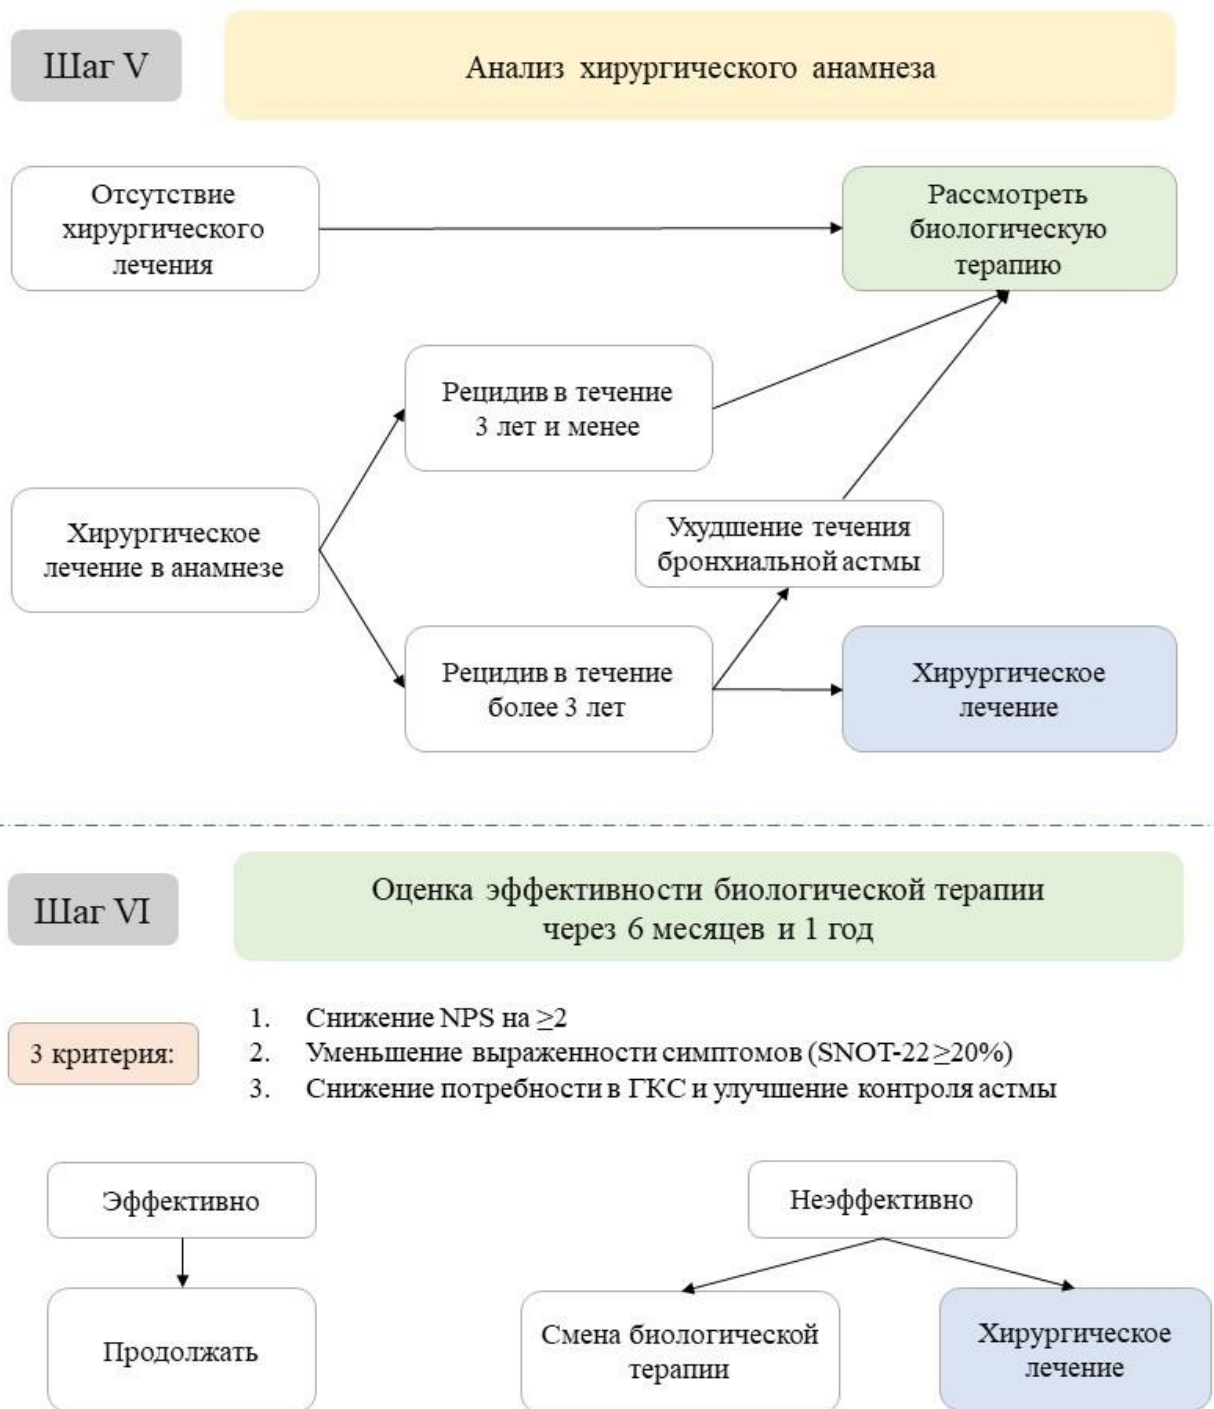 Шаг V
Анализ хирургического анамнеза
Отсутствие
хирургического
лечения
Рассмотреть
биологическую
терапию
Рецидив в течение
3 лет и менее
Хирургическое
лечение в анамнезе
Ухудшение течения
бронхиальной астмы
Рецидив в течение
более 3 лет
Хирургическое
лечение
Шаг VI
Оценка эффективности биологической терапии
через 6 месяцев и 1 год
3 критерия:
1. Снижение NPS на ≥2
2. Уменьшение выраженности симптомов (SNOT-22 ≥20%)
3. Снижение потребности в ГКС и улучшение контроля астмы
Эффективно
Неэффективно
Продолжать
Смена биологической
терапии
Хирургическое
лечение